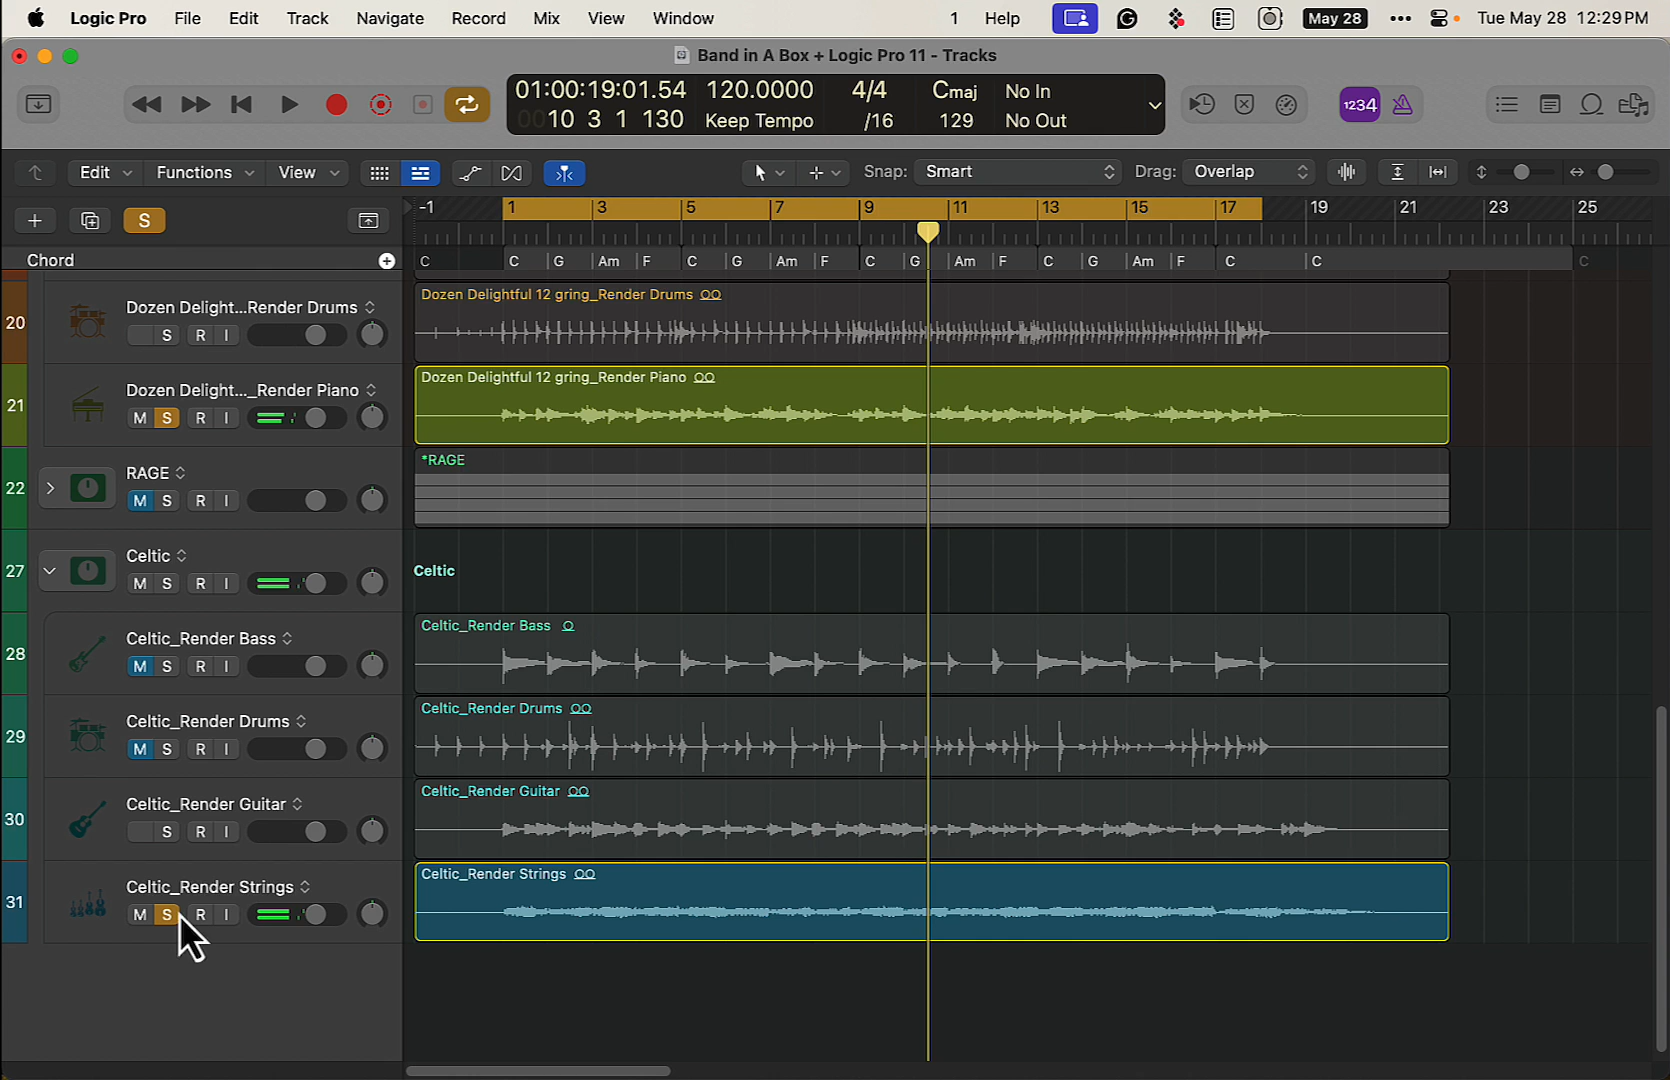 Logic Pro File Edit Track Navigate Record Mix View Window 1 Help May 28 Tue May 28 12:29 PM
Band in A Box + Logic Pro 11 - Tracks
01:00:19:01.54 120.0000 4/4 Cmaj No In
0010 3 1 130 Keep Tempo /16 129 No Out
1234
Edit Functions View Snap: Smart Drag: Overlap
S
-1 1 3 5 7 9 11 13 15 17 19 21 23 25
Chord
C C G Am F C G Am F C G Am F C G Am F C C C
20 Dozen Delight...Render Drums
S R I
Dozen Delightful 12 gring_Render Drums
21 Dozen Delight..._Render Piano
M S R I
Dozen Delightful 12 gring_Render Piano
22 RAGE
M S R I
*RAGE
27 Celtic
M S R I
Celtic
28 Celtic_Render Bass
M S R I
Celtic_Render Bass
29 Celtic_Render Drums
M S R I
Celtic_Render Drums
30 Celtic_Render Guitar
S R I
Celtic_Render Guitar
31 Celtic_Render Strings
M S R I
Celtic_Render Strings